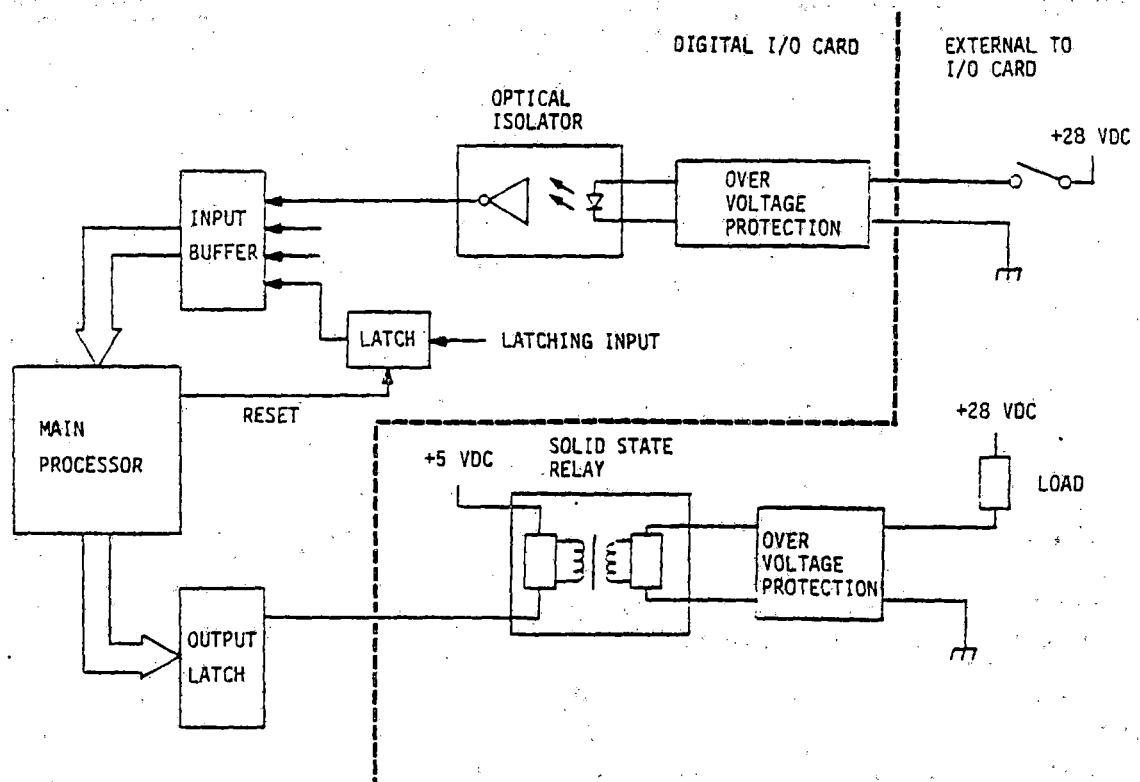 DIGITAL I/O CARD
EXTERNAL TO
I/O CARD
OPTICAL
ISOLATOR
+28 VDC
OVER
VOLTAGE
PROTECTION
INPUT
BUFFER
LATCH
LATCHING INPUT
RESET
MAIN
PROCESSOR
+28 VDC
SOLID STATE
RELAY
+5 VDC
LOAD
OVER
VOLTAGE
PROTECTION
OUTPUT
LATCH